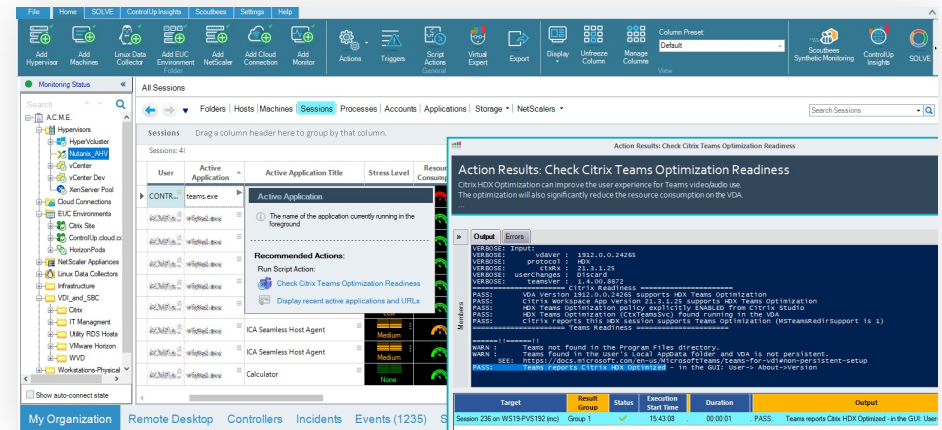 File Home SOLVE ControlUp Insights Scoutbees Settings Help
Add Hypervisor
Add Machines
Linux Data Collector
Add EUC Environment
Add NetScaler
Add Cloud Connection
Add Monitor
Folder
Actions
Triggers
Script Actions
Virtual Expert
General
Export
Display
Unfreeze Column
Manage Columns
Column Preset:
Default
View
Scoutbees Synthetic Monitoring
ControlUp Insights
SOLVE
Monitoring Status «
Search
A.C.M.E.
Hypervisors
HyperVcluster
Nutanix_AHV
vCenter
vCenter Dev
XenServer Pool
Cloud Connections
EUC Environments
Citrix Site
HorizonPods
NetScaler Appliances
Linux Data Collectors
Infrastructure
VDI_and_SBC
Citrix
IT Managment
Utility RDS Hosts
VMware Horizon
WVD
Workstations-Physical
Show auto-connect state
All Sessions
Folders Hosts Machines Sessions Processes Accounts Applications Storage NetScalers
Search Sessions
Sessions Drag a column header here to group by that column.
User
Active Application
Active Application Title
Stress Level
CONTR...
teams.exe
Active Application
The name of the application currently running in the foreground
Recommended Actions:
Run Script Action:
Check Citrix Teams Optimization Readiness
Display recent active applications and URLs
ICA Seamless Host Agent
Medium
ICA Seamless Host Agent
Medium
Calculator
None
Action Results: Check Citrix Teams Optimization Readiness
Action Results: Check Citrix Teams Optimization Readiness
Citrix HDX Optimization can improve the user experience for Teams video/audio use.
The optimization will also significantly reduce the resource consumption on the VDA.
...
» Output Errors
Members
VERBOSE: Input:
VERBOSE: vdaver : 1912.0.0.24265
VERBOSE: protocol : HDX
VERBOSE: ctxRx : 21.3.1.25
VERBOSE: userChanges : Discard
VERBOSE: teamsver : 1.4.00.8872
====================== Citrix Readiness ======================
PASS: VDA Version 1912.0.0.24265 supports HDX Teams Optimization
PASS: Citrix Workspace App Version 21.3.1.25 supports HDX Teams Optimization
PASS: HDX Teams Optimization policy explicitly ENABLED from Citrix Studio
PASS: HDX Teams Optimization (CtxTeamsSvc) found running in the VDA
PASS: Citrix reports this HDX session supports Teams Optimization (MSTeamsRedirSupport is 1)
====================== Teams Readiness ======================
======!!======!!
WARN : Teams not found in the Program Files directory.
WARN : Teams found in the User's Local AppData folder and VDA is not persistent.
SEE: https://docs.microsoft.com/en-us/MicrosoftTeams/teams-for-vdi#non-persistent-setup
PASS: Teams reports Citrix HDX Optimized - in the GUI: User-> About->Version
Target
Result Group
Status
Execution Start Time
Duration
Output
Session 236 on WS19-PVS192 (inc) Group 1 15:43:08 00:00:01 PASS: Teams reports Citrix HDX Optimized - in the GUI: User
My Organization Remote Desktop Controllers Incidents Events (1235) S